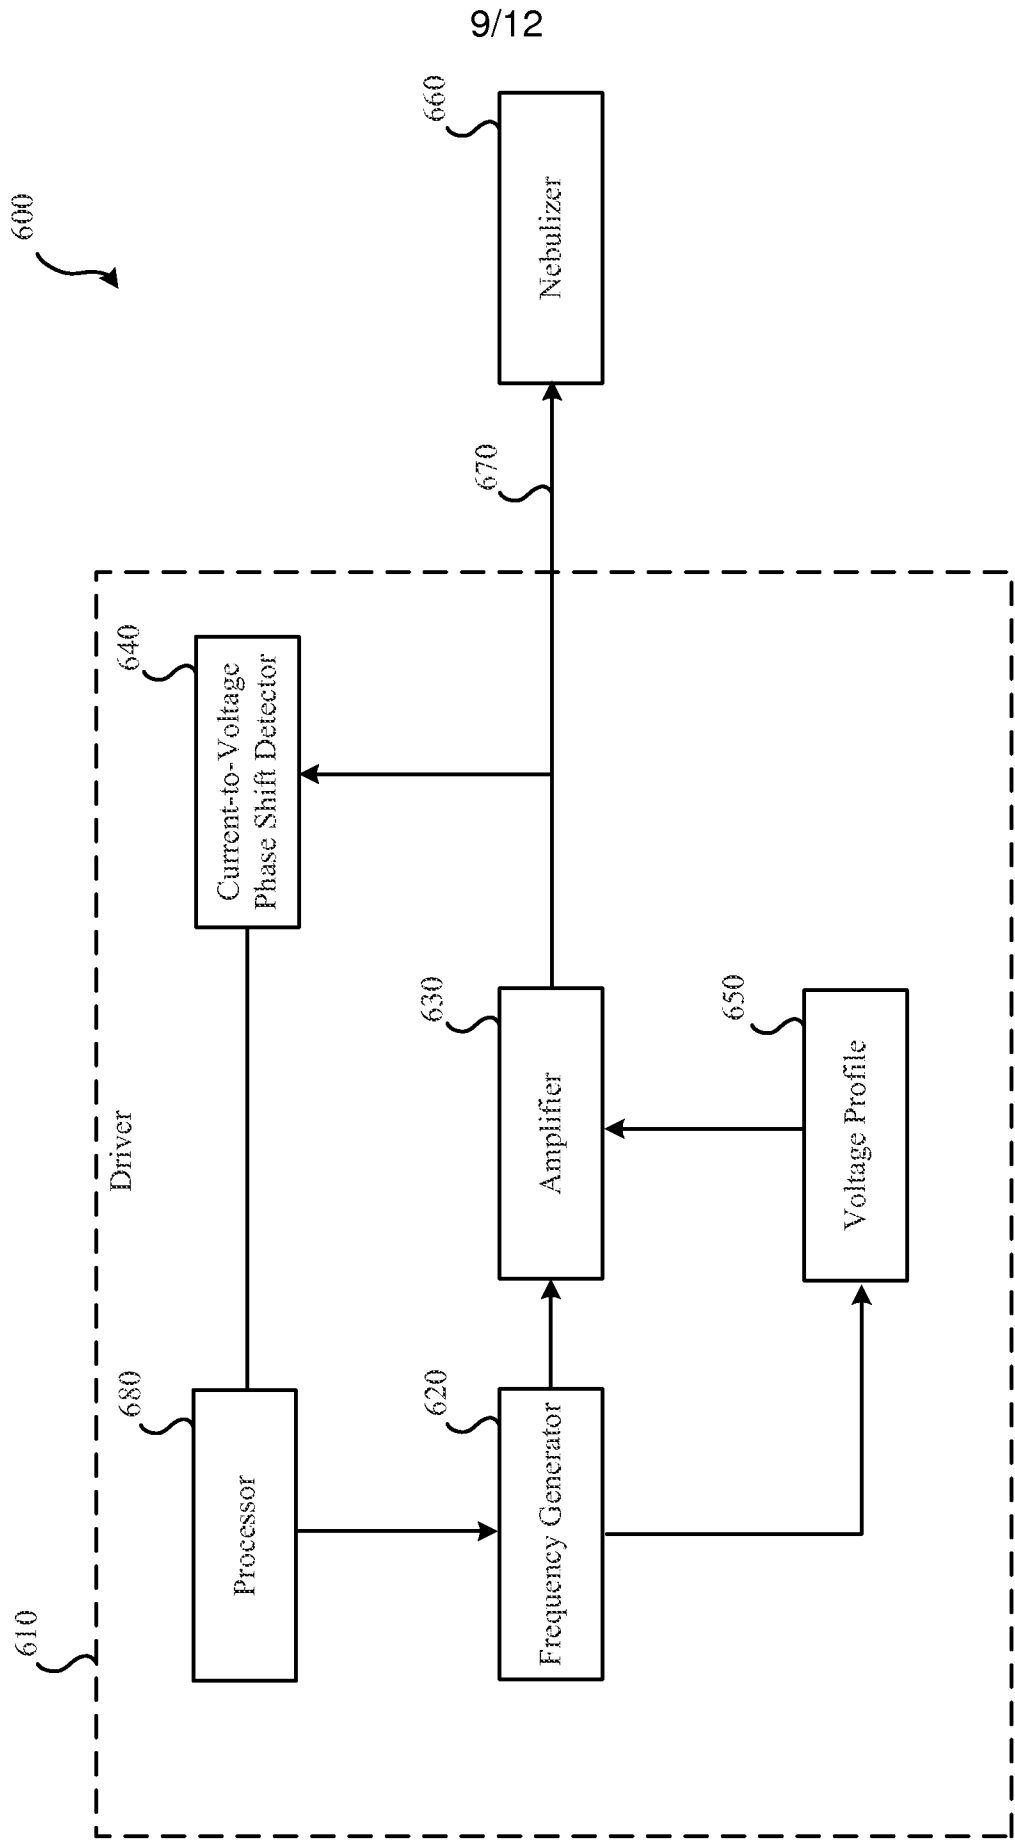 9/12
600
610
Driver
680
Processor
640
Current-to-Voltage
Phase Shift Detector
620
Frequency Generator
630
Amplifier
670
660
Nebulizer
650
Voltage Profile